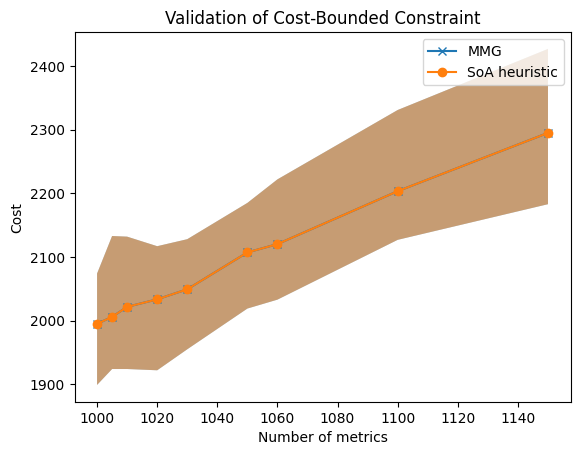 Validation of Cost-Bounded Constraint
MMG
SoA heuristic
Cost
2400
2300
2200
2100
2000
1900
1000 1020 1040 1060 1080 1100 1120 1140
Number of metrics